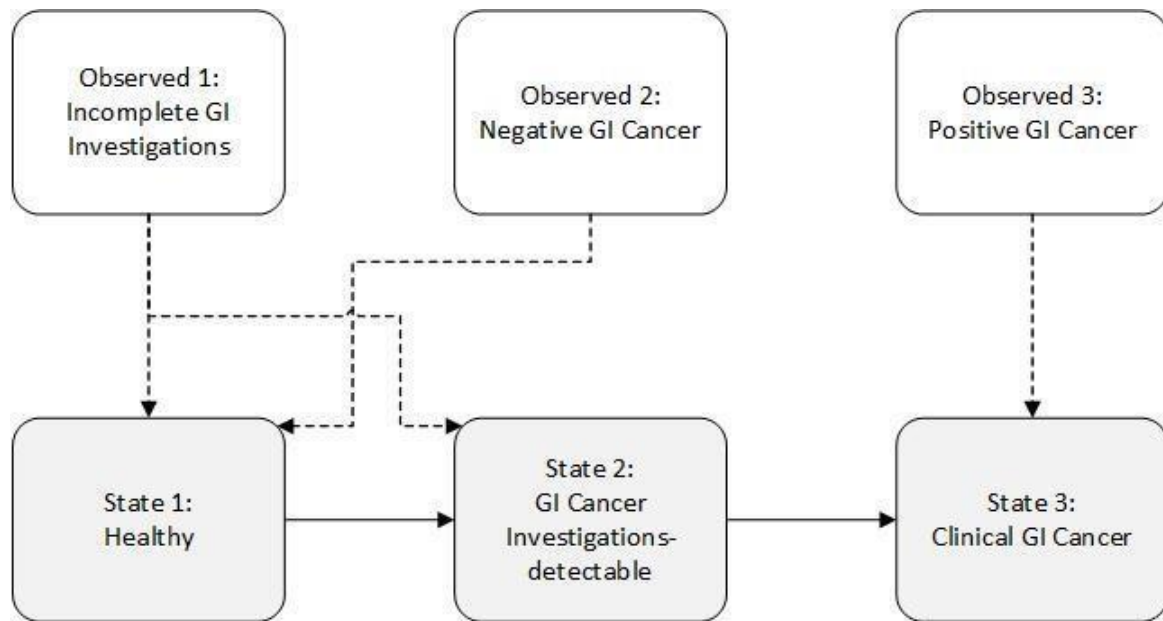 Observed 1:
Incomplete GI
Investigations
Observed 2:
Negative GI Cancer
Observed 3:
Positive GI Cancer
State 1:
Healthy
State 2:
GI Cancer
Investigations-
detectable
State 3:
Clinical GI Cancer